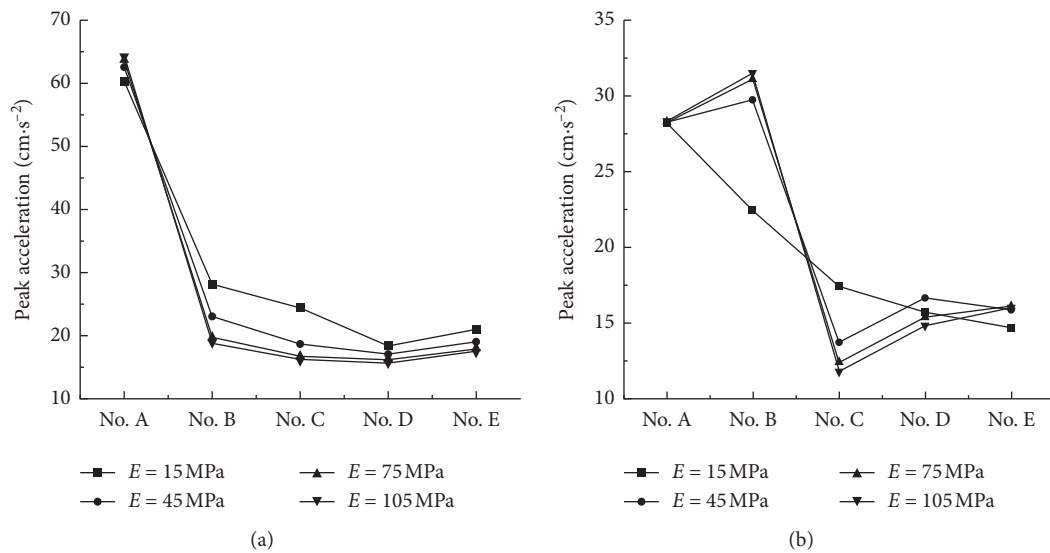 Peak acceleration (cm·s⁻²)
70
60
50
40
30
20
10
No. A No. B No. C No. D No. E
E = 15 MPa
E = 45 MPa
E = 75 MPa
E = 105 MPa
(a)
Peak acceleration (cm·s⁻²)
35
30
25
20
15
10
No. A No. B No. C No. D No. E
E = 15 MPa
E = 45 MPa
E = 75 MPa
E = 105 MPa
(b)